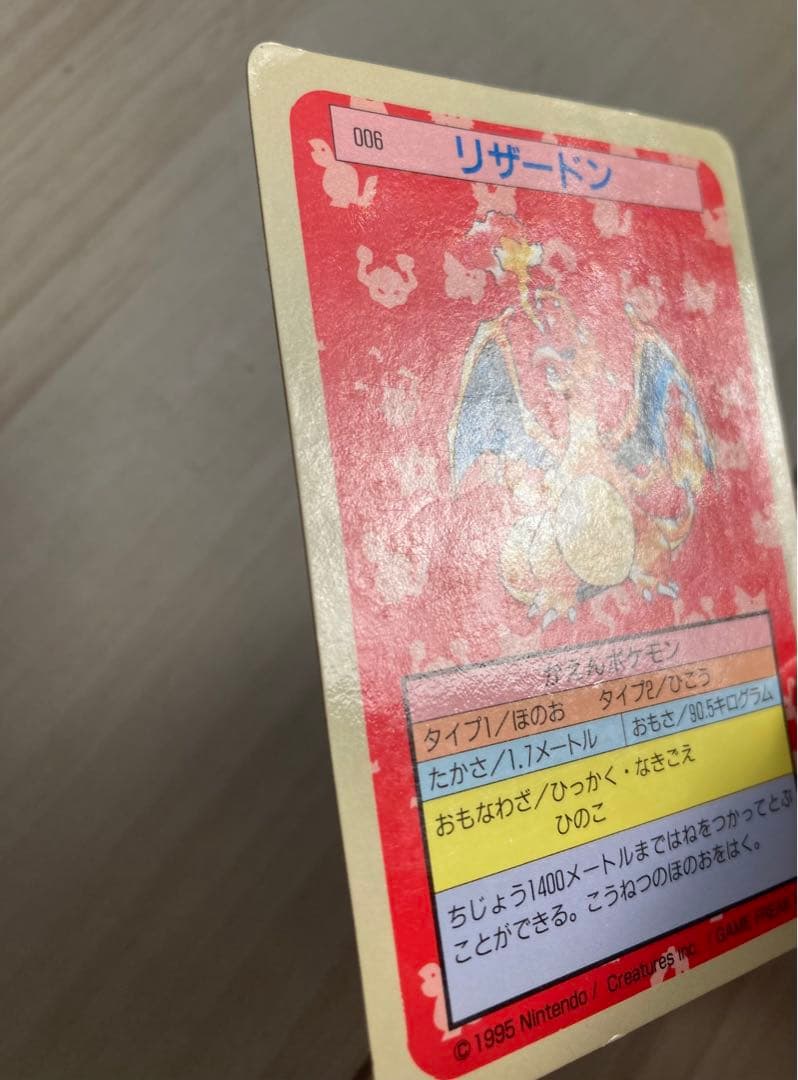 006 リザードン
かえんポケモン
タイプ1/ほのお タイプ2/ひこう
たかさ/1.7メートル おもさ/90.5キログラム
おもなわざ/ひっかく・なきごえ
ひのこ
ちじょう1400メートルまではねをつかってとぶ
ことができる。こうねつのほのおをはく。
©1995 Nintendo / Creatures inc. / GAME FREAK